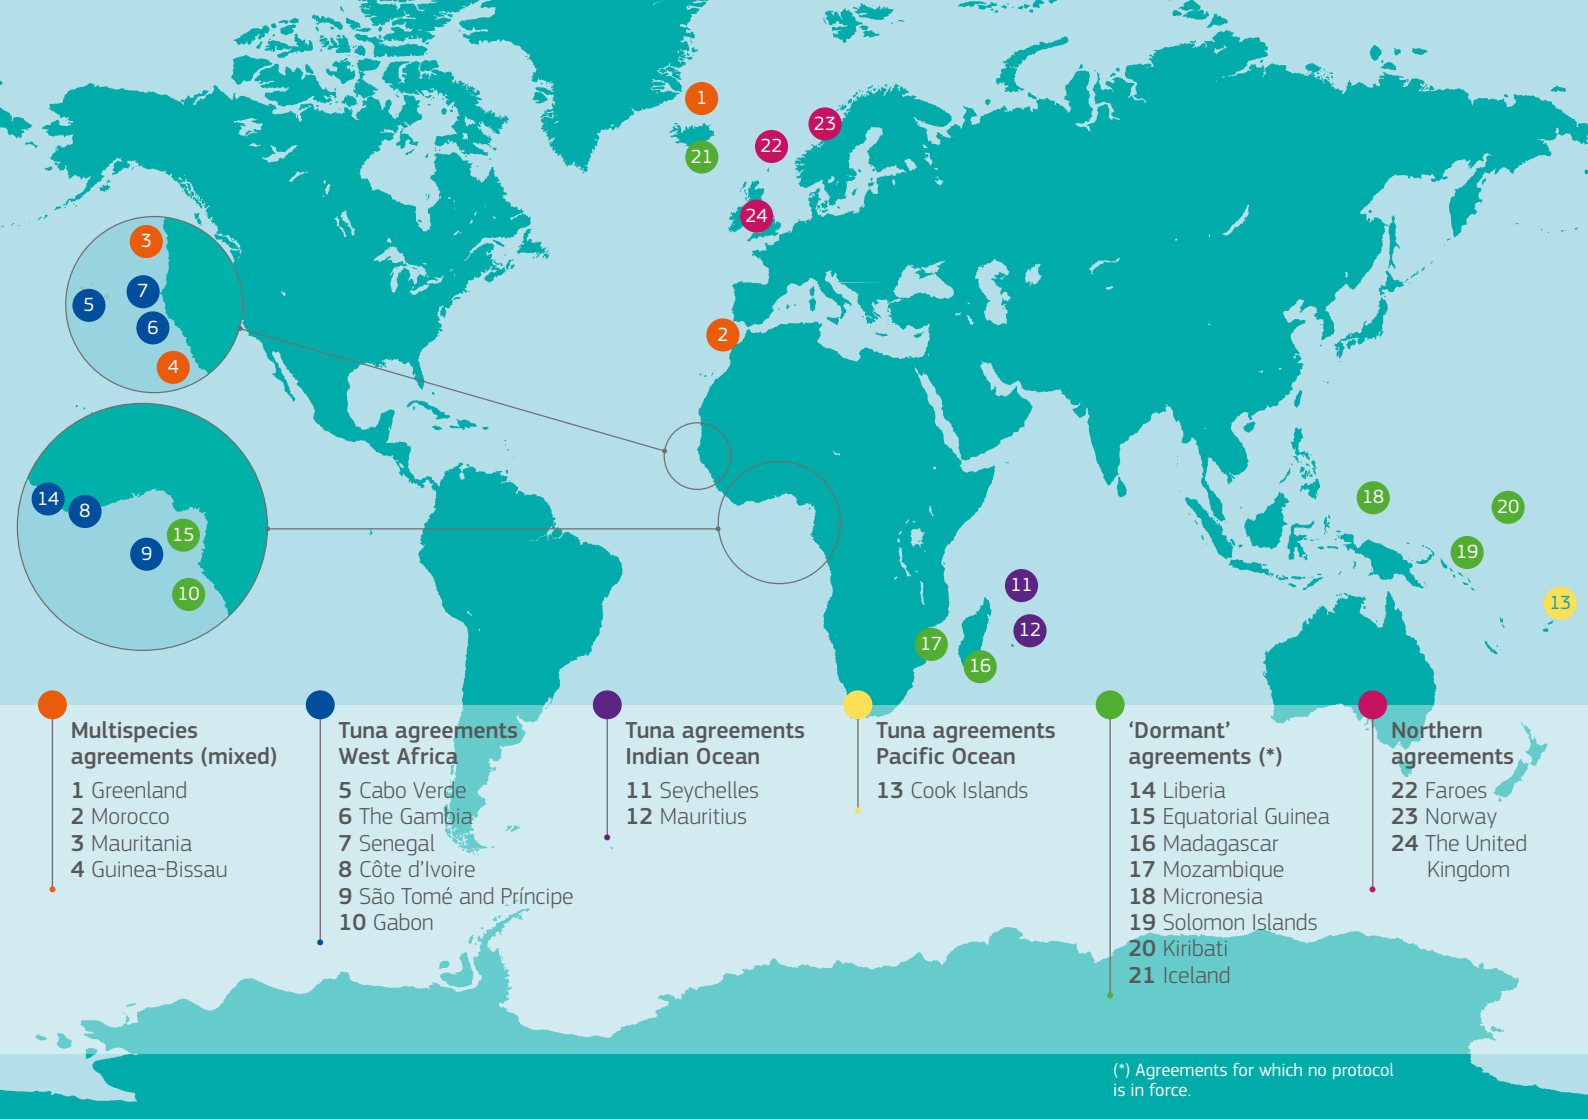 1
23
22
21
24
3
7
5
6
2
4
14
8
18
20
15
9
19
11
10
13
12
17
16
Multispecies
agreements (mixed)
1 Greenland
2 Morocco
3 Mauritania
4 Guinea-Bissau
Tuna agreements
West Africa
5 Cabo Verde
6 The Gambia
7 Senegal
8 Côte d’Ivoire
9 São Tomé and Príncipe
10 Gabon
Tuna agreements
Indian Ocean
11 Seychelles
12 Mauritius
Tuna agreements
Pacific Ocean
13 Cook Islands
‘Dormant’
agreements (*)
14 Liberia
15 Equatorial Guinea
16 Madagascar
17 Mozambique
18 Micronesia
19 Solomon Islands
20 Kiribati
21 Iceland
Northern
agreements
22 Faroes
23 Norway
24 The United
Kingdom
(*) Agreements for which no protocol
is in force.